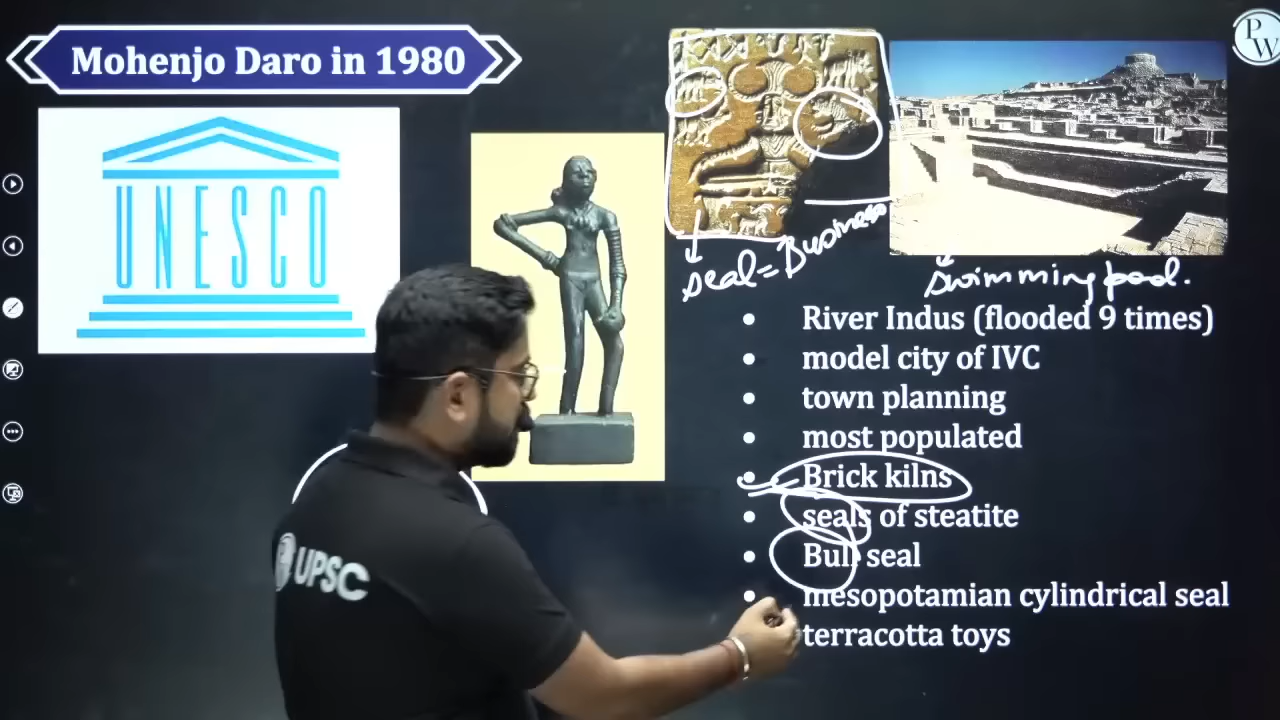 Mohenjo Daro in 1980
P
W
UNESCO
seal = Business
swimming pool.
• River Indus (flooded 9 times)
• model city of IVC
• town planning
• most populated
• Brick kilns
• seals of steatite
• Bull seal
• mesopotamian cylindrical seal
terracotta toys
UPSC